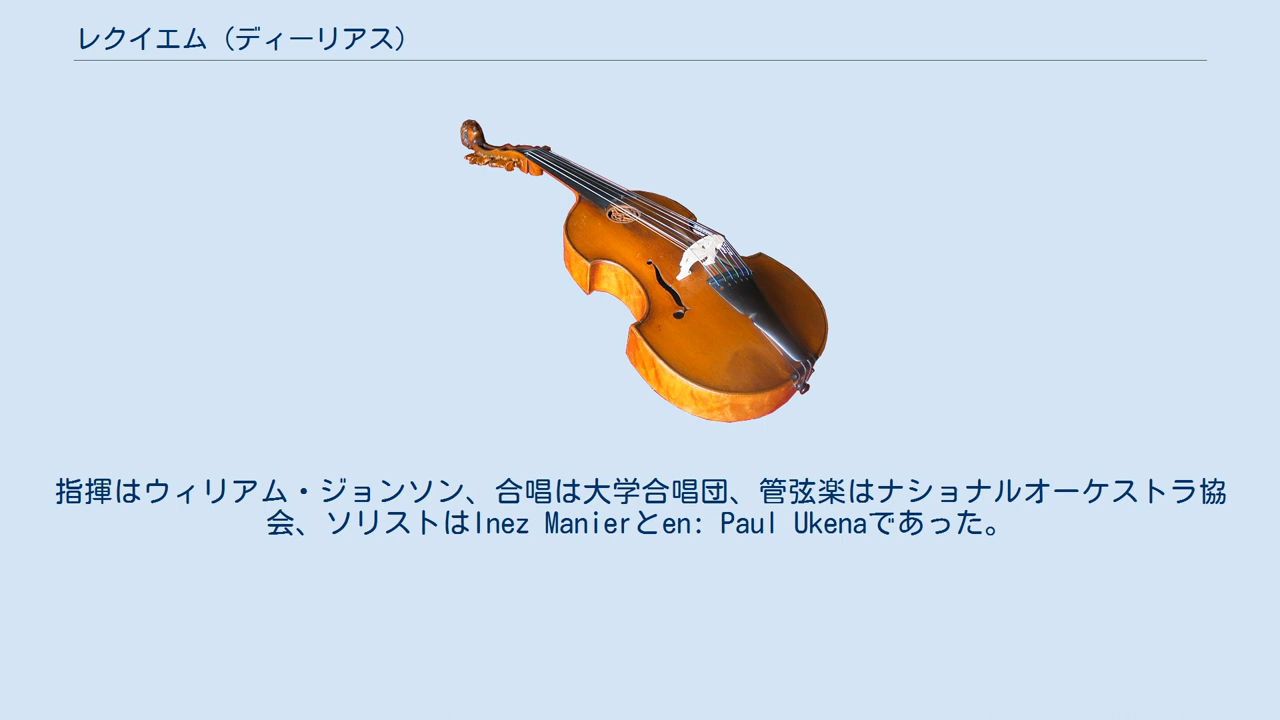 レクイエム（ディーリアス）
指揮はウィリアム・ジョンソン、合唱は大学合唱団、管弦楽はナショナルオーケストラ協
会、ソリストはInez Manierとen: Paul Ukenaであった。